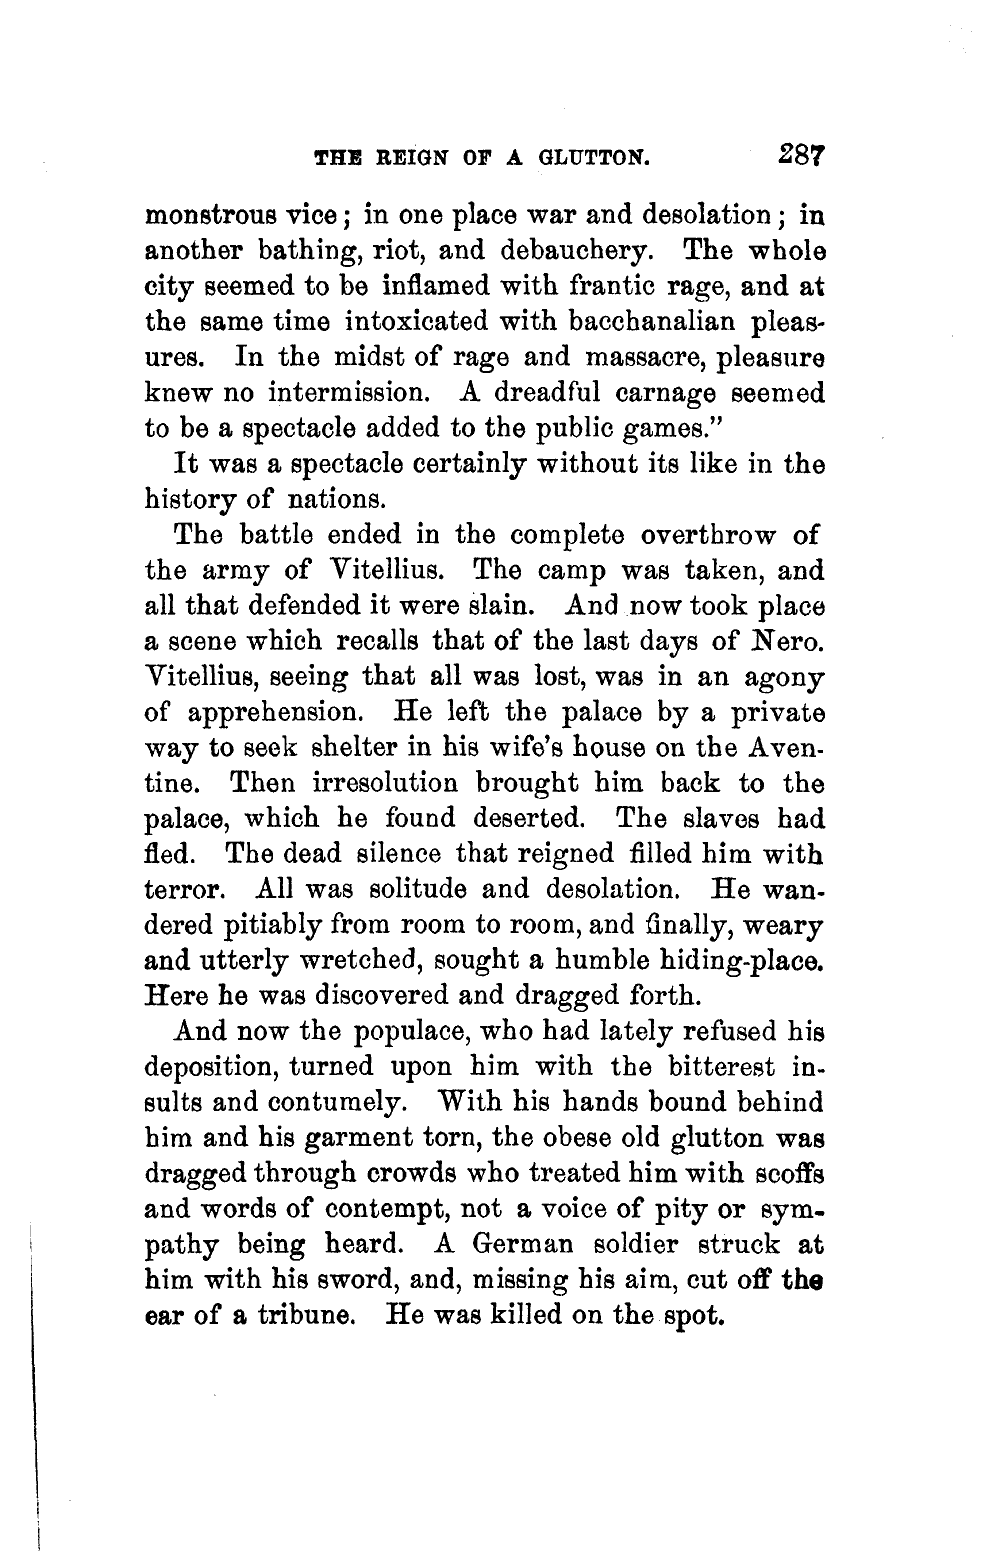 THE REIGN OF A GLUTTON. 287
monstrous vice; in one place war and desolation; in
another bathing, riot, and debauchery. The whole
city seemed to be inflamed with frantic rage, and at
the same time intoxicated with bacchanalian pleas-
ures. In the midst of rage and massacre, pleasure
knew no intermission. A dreadful carnage seemed
to be a spectacle added to the public games.”
It was a spectacle certainly without its like in the
history of nations.
The battle ended in the complete overthrow of
the army of Vitellius. The camp was taken, and
all that defended it were slain. And now took place
a scene which recalls that of the last days of Nero.
Vitellius, seeing that all was lost, was in an agony
of apprehension. He left the palace by a private
way to seek shelter in his wife’s house on the Aven-
tine. Then irresolution brought him back to the
palace, which he found deserted. The slaves had
fled. The dead silence that reigned filled him with
terror. All was solitude and desolation. He wan-
dered pitiably from room to room, and finally, weary
and utterly wretched, sought a humble hiding-place.
Here he was discovered and dragged forth.
And now the populace, who had lately refused his
deposition, turned upon him with the bitterest in-
sults and contumely. With his hands bound behind
him and his garment torn, the obese old glutton was
dragged through crowds who treated him with scoffs
and words of contempt, not a voice of pity or sym-
pathy being heard. A German soldier struck at
him with his sword, and, missing his aim, cut off the
ear of a tribune. He was killed on the spot.